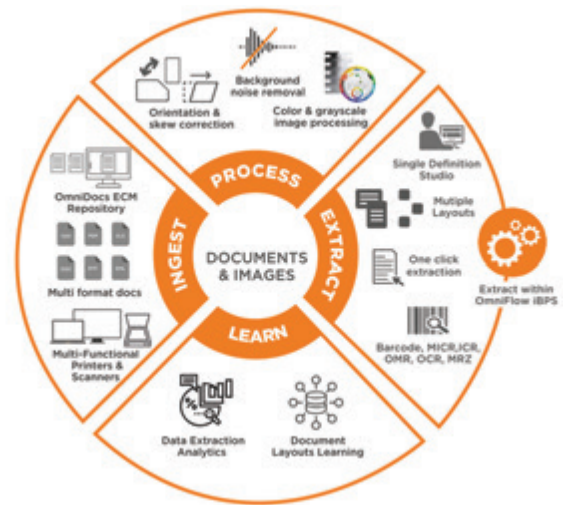 Orientation &
skew correction
Background
noise removal
Color & grayscale
image processing
PROCESS
OmniDocs ECM
Repository
Multi format docs
Multi-Functional
Printers &
Scanners
INGEST
DOCUMENTS
& IMAGES
EXTRACT
Single Definition
Studio
Mutiple
Layouts
One click
extraction
Barcode, MICR,ICR,
OMR, OCR, MRZ
Extract within
OmniFlow iBPS
LEARN
Data Extraction
Analytics
Document
Layouts Learning